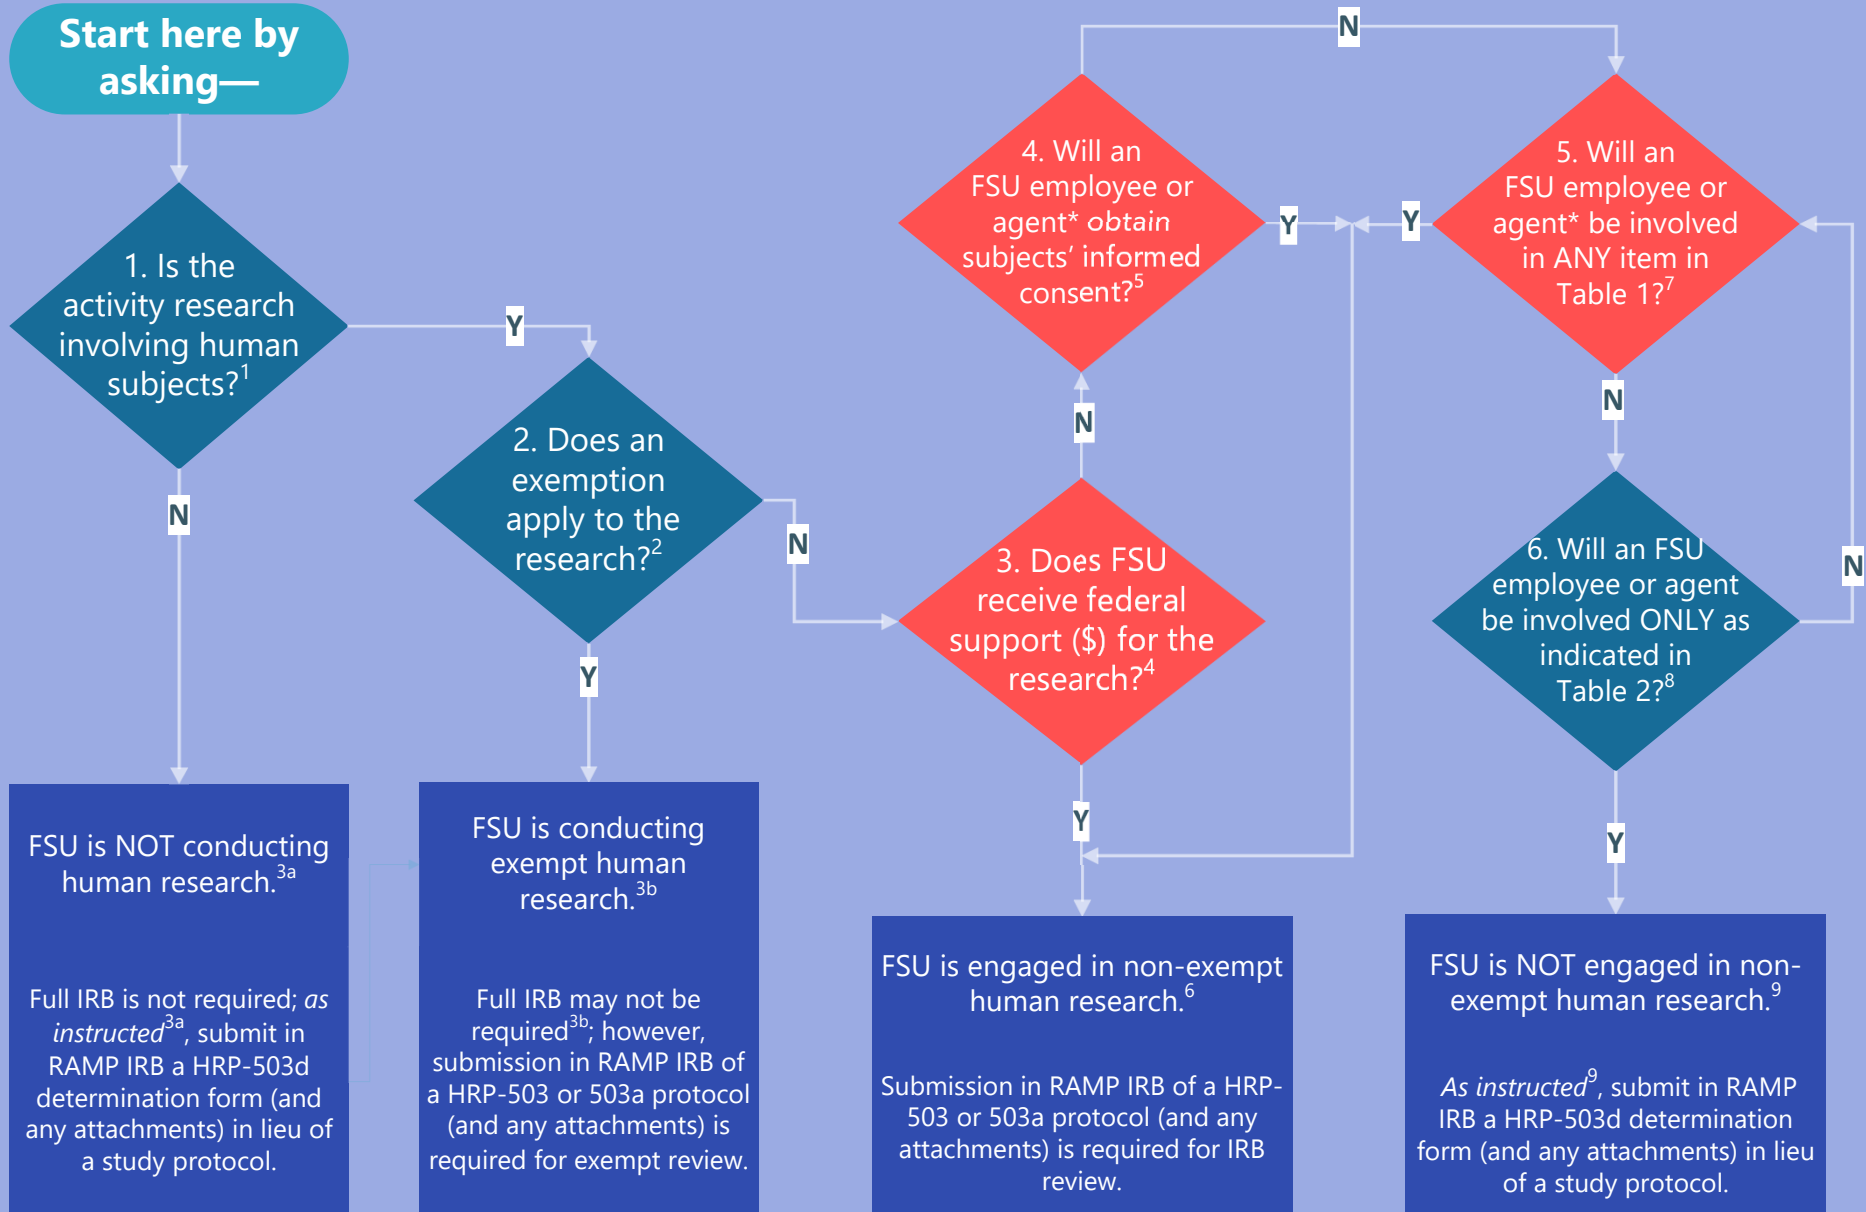 Start here by
asking—
1. Is the
activity research
involving human
subjects?1
Y
N
2. Does an
exemption
apply to the
research?2
N
Y
3. Does FSU
receive federal
support ($) for the
research?4
N
Y
4. Will an
FSU employee or
agent* obtain
subjects’ informed
consent?5
N
Y
5. Will an
FSU employee or
agent* be involved
in ANY item in
Table 1?7
Y
N
6. Will an FSU
employee or agent
be involved ONLY as
indicated in
Table 2?8
N
Y
FSU is NOT conducting
human research.3a
Full IRB is not required; as
instructed3a, submit in
RAMP IRB a HRP-503d
determination form (and
any attachments) in lieu of
a study protocol.
FSU is conducting
exempt human
research.3b
Full IRB may not be
required3b; however,
submission in RAMP IRB of
a HRP-503 or 503a protocol
(and any attachments) is
required for exempt review.
FSU is engaged in non-exempt
human research.6
Submission in RAMP IRB of a HRP-
503 or 503a protocol (and any
attachments) is required for IRB
review.
FSU is NOT engaged in non-
exempt human research.9
As instructed9, submit in RAMP
IRB a HRP-503d determination
form (and any attachments) in lieu
of a study protocol.